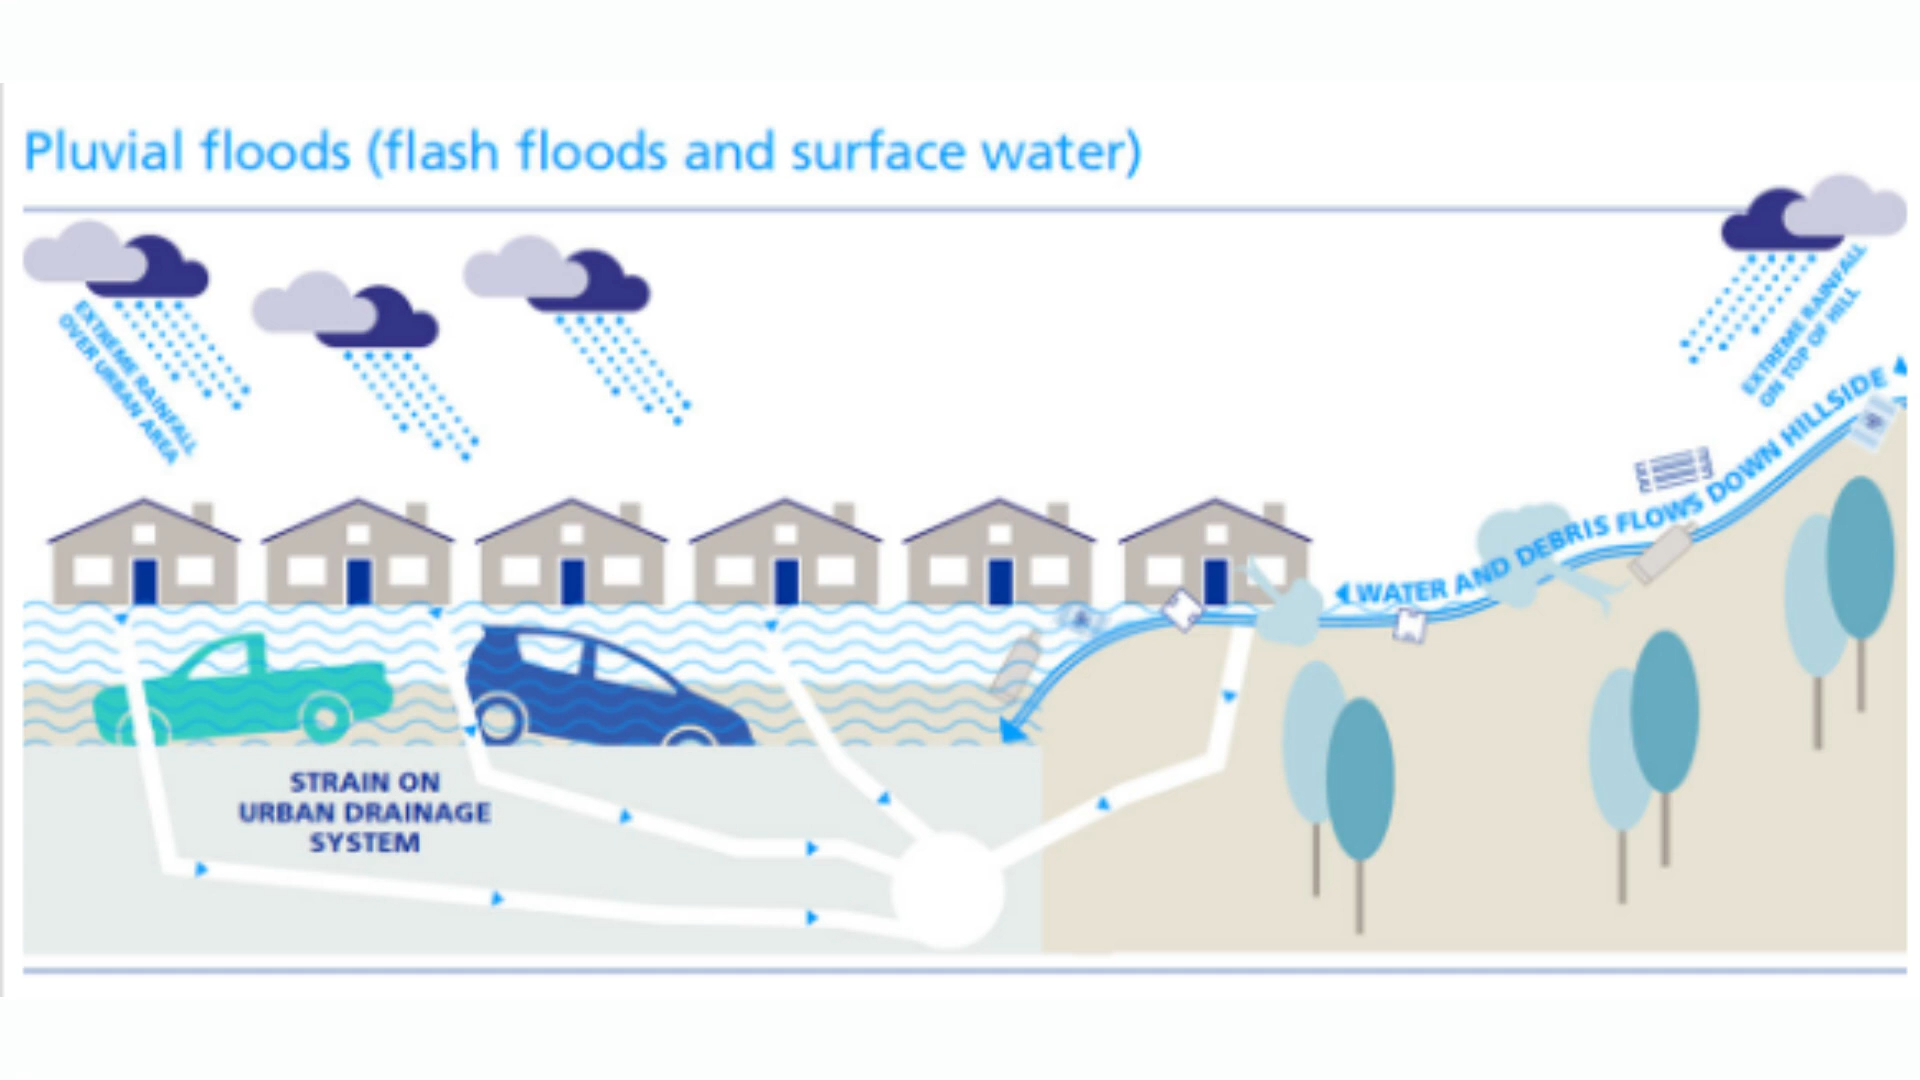 Pluvial floods (flash floods and surface water)
EXTREME RAINFALL
OVER URBAN AREA
EXTREME RAINFALL
ON TOP OF HILL
WATER AND DEBRIS FLOWS DOWN HILLSIDE
STRAIN ON
URBAN DRAINAGE
SYSTEM